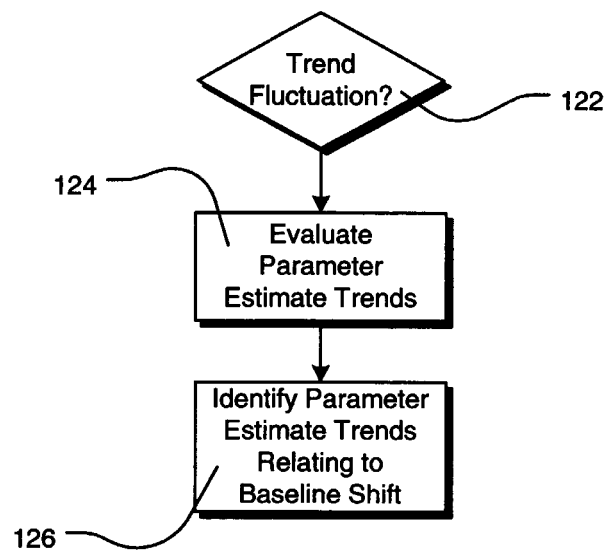 Trend
Fluctuation?
122
124
Evaluate
Parameter
Estimate Trends
Identify Parameter
Estimate Trends
Relating to
Baseline Shift
126